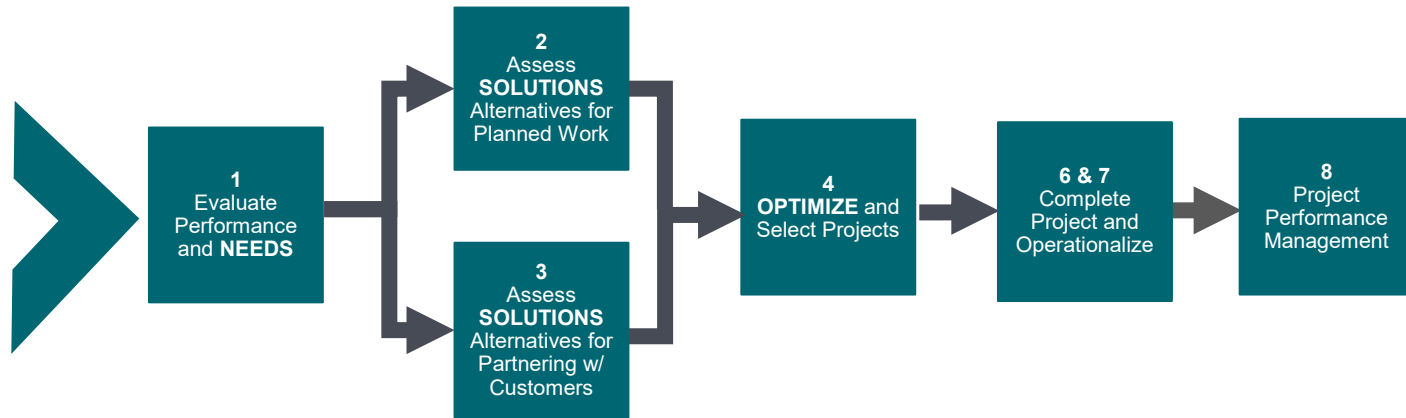 1
Evaluate
Performance
and NEEDS
2
Assess
SOLUTIONS
Alternatives for
Planned Work
3
Assess
SOLUTIONS
Alternatives for
Partnering w/
Customers
4
OPTIMIZE and
Select Projects
6 & 7
Complete
Project and
Operationalize
8
Project
Performance
Management